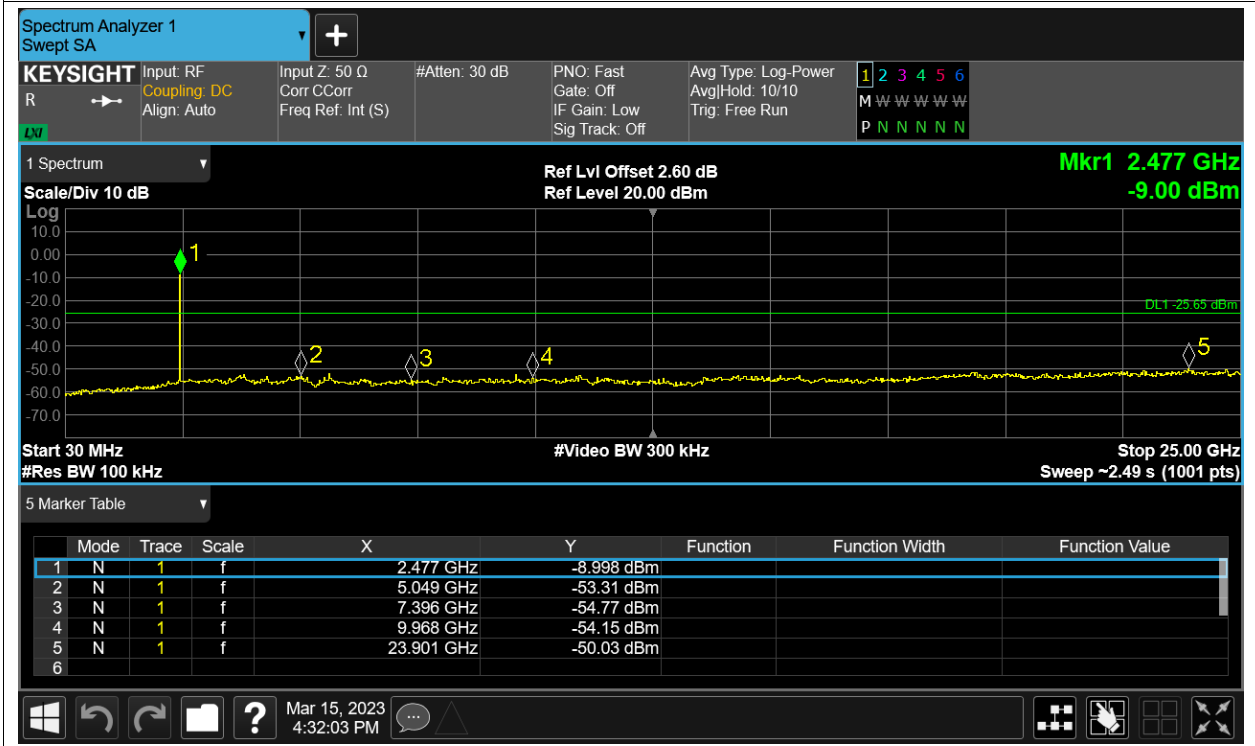 Spectrum Analyzer 1
Swept SA
KEYSIGHT Input: RF Input Z: 50 Ω #Atten: 30 dB PNO: Fast Avg Type: Log-Power 1 2 3 4 5 6
R Coupling: DC Corr CCorr Gate: Off Avg|Hold: 10/10 M W W W W W
Align: Auto Freq Ref: Int (S) IF Gain: Low Trig: Free Run
LXI Sig Track: Off P N N N N N
1 Spectrum
Scale/Div 10 dB
Ref Lvl Offset 2.60 dB
Ref Level 20.00 dBm
Mkr1 2.477 GHz
-9.00 dBm
Log
10.0
0.00
-10.0
-20.0
-30.0
-40.0
-50.0
-60.0
-70.0
1
2
3
4
5
DL1 -25.65 dBm
Start 30 MHz #Video BW 300 kHz Stop 25.00 GHz
#Res BW 100 kHz Sweep ~2.49 s (1001 pts)
5 Marker Table
Mode Trace Scale X Y Function Function Width Function Value
1 N 1 f 2.477 GHz -8.998 dBm
2 N 1 f 5.049 GHz -53.31 dBm
3 N 1 f 7.396 GHz -54.77 dBm
4 N 1 f 9.968 GHz -54.15 dBm
5 N 1 f 23.901 GHz -50.03 dBm
6
? Mar 15, 2023
4:32:03 PM